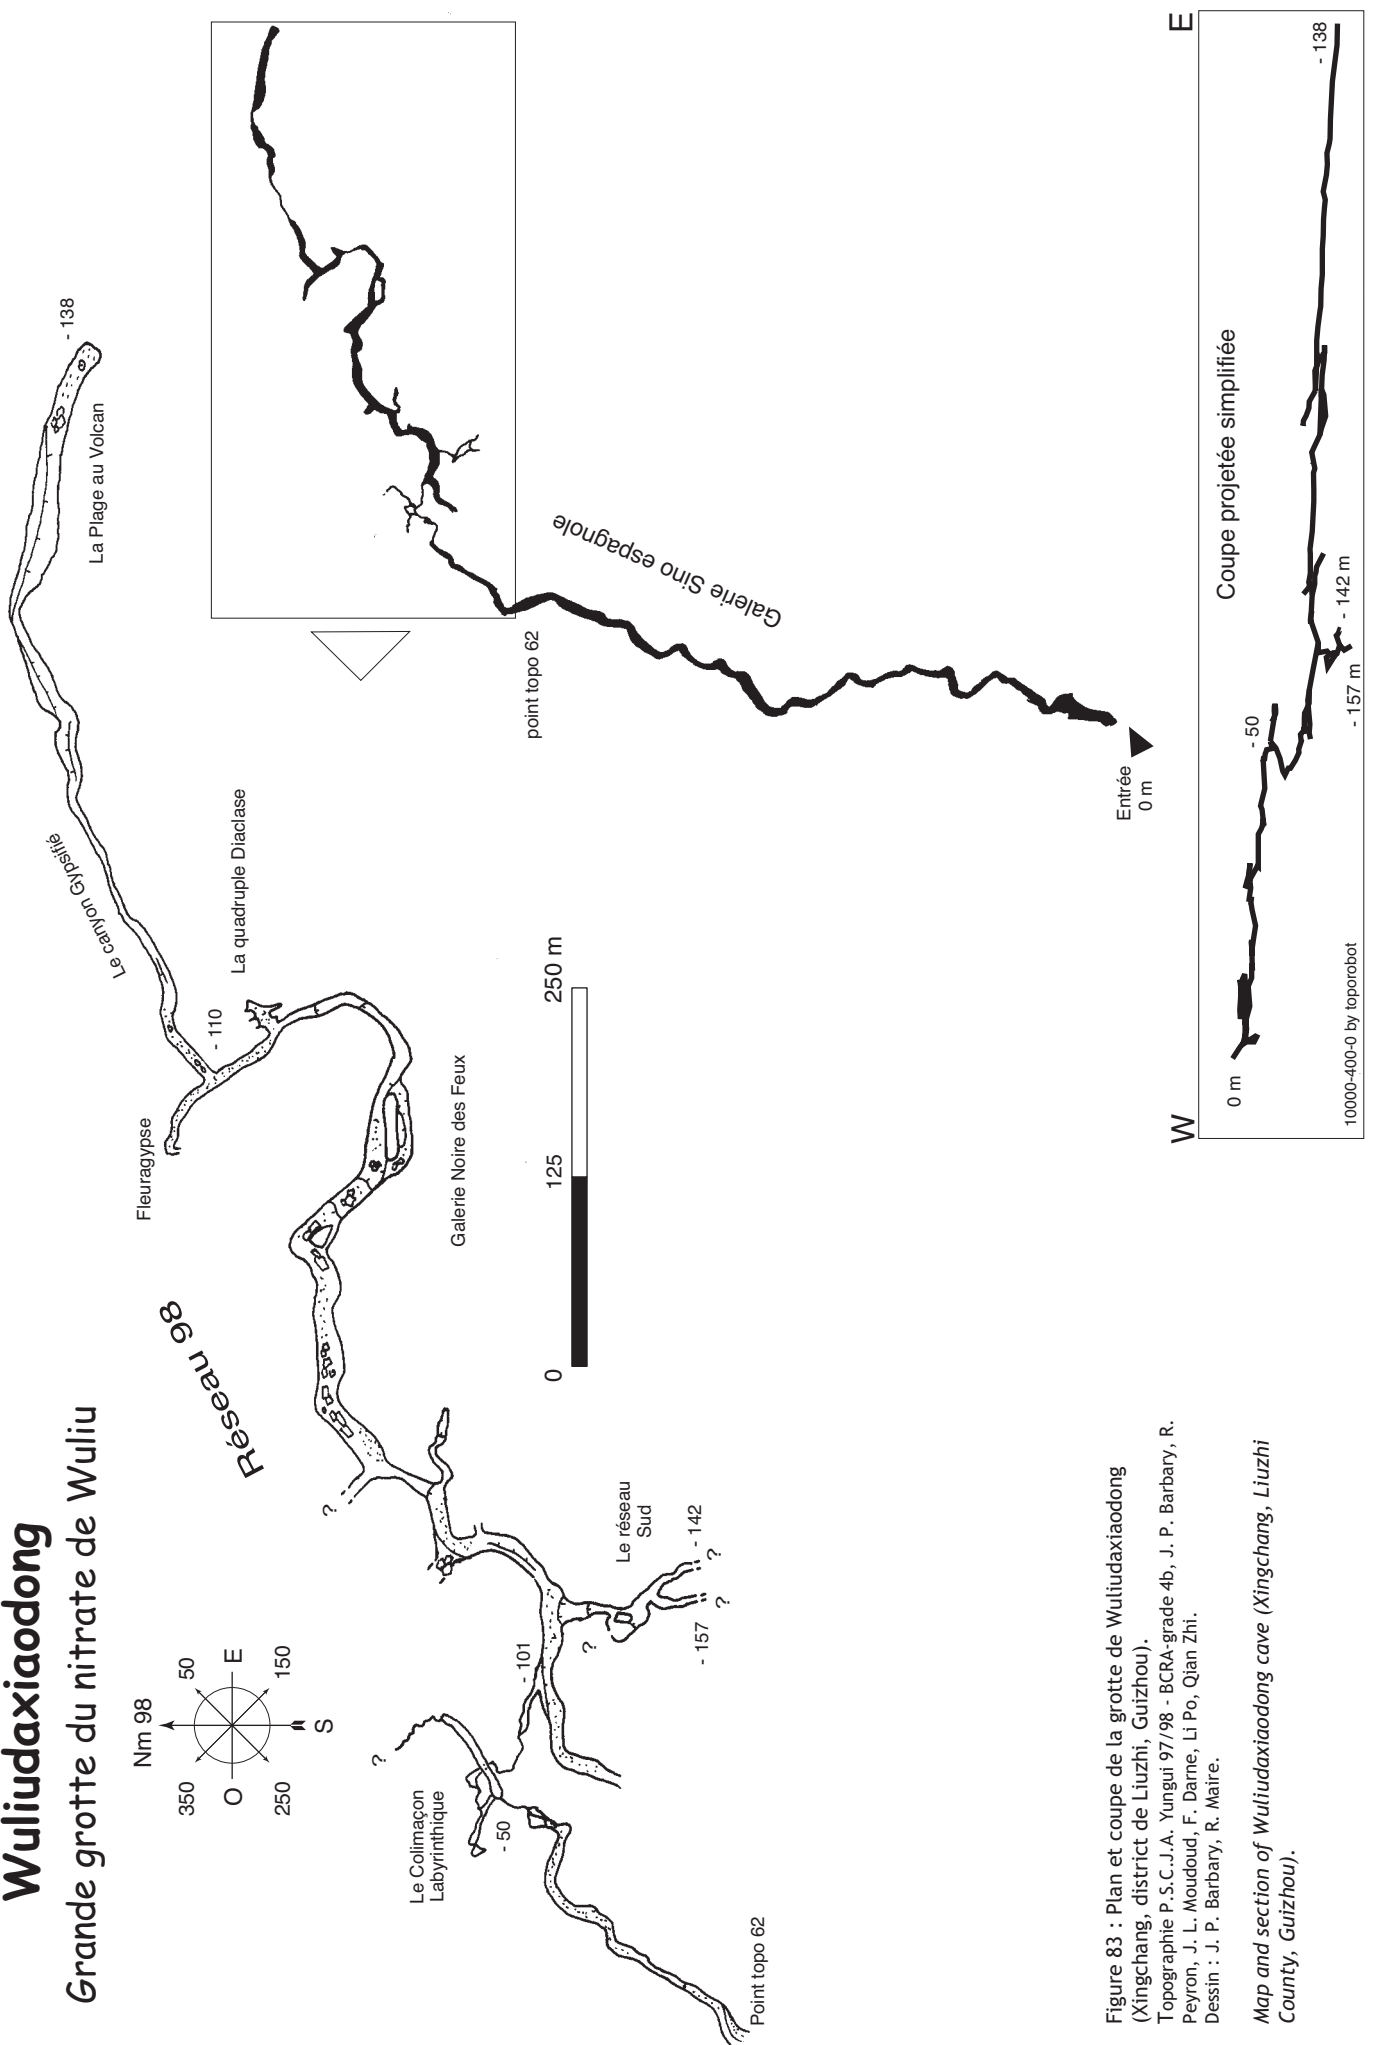 Wuliudaxiaodong
Grande grotte du nitrate de Wuliu
Nm 98
350
50
O
E
250
150
S
Réseau 98
Le Colimaçon
Labyrinthique
- 50
?
- 101
Point topo 62
?
?
Le réseau
Sud
- 142
?
?
- 157
Fleuragypse
- 110
La quadruple Diaclase
Galerie Noire des Feux
Le canyon Gypsifié
La Plage au Volcan
- 138
0
125
250 m
point topo 62
Galerie Sino espagnole
Entrée
0 m
W
E
Coupe projetée simplifiée
0 m
- 50
- 142 m
- 157 m
- 138
10000-400-0 by toporobot
Figure 83 : Plan et coupe de la grotte de Wuliudaxiaodong
(Xingchang, district de Liuzhi, Guizhou).
Topographie P.S.C.J.A. Yungui 97/98 - BCRA-grade 4b, J. P. Barbary, R.
Peyron, J. L. Moudoud, F. Darne, Li Po, Qian Zhi.
Dessin : J. P. Barbary, R. Maire.
Map and section of Wuliudaxiaodong cave (Xingchang, Liuzhi
County, Guizhou).